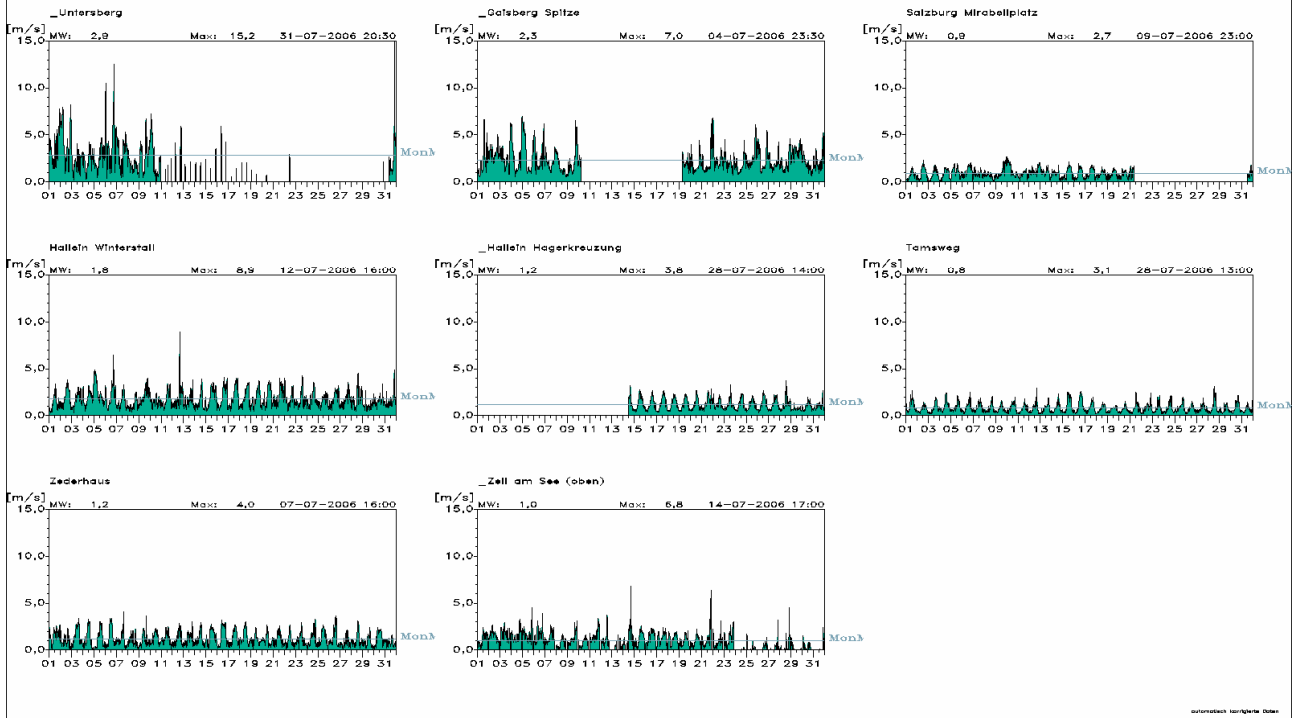 _Untersberg
[m/s] MW: 2,9 Max: 15,2 31-07-2006 20:30
15,0
10,0
5,0
MonM
0,0
01 03 05 07 09 11 13 15 17 19 21 23 25 27 29 31
_Gaisberg Spitze
[m/s] MW: 2,3 Max: 7,0 04-07-2006 23:30
15,0
10,0
5,0
MonM
0,0
01 03 05 07 09 11 13 15 17 19 21 23 25 27 29 31
Salzburg Mirabellplatz
[m/s] MW: 0,9 Max: 2,7 09-07-2006 23:00
15,0
10,0
5,0
MonM
0,0
01 03 05 07 09 11 13 15 17 19 21 23 25 27 29 31
Hallein Winterstall
[m/s] MW: 1,8 Max: 8,9 12-07-2006 16:00
15,0
10,0
5,0
MonM
0,0
01 03 05 07 09 11 13 15 17 19 21 23 25 27 29 31
_Hallein Hagerkreuzung
[m/s] MW: 1,2 Max: 3,8 28-07-2006 14:00
15,0
10,0
5,0
MonM
0,0
01 03 05 07 09 11 13 15 17 19 21 23 25 27 29 31
Tamsweg
[m/s] MW: 0,8 Max: 3,1 28-07-2006 13:00
15,0
10,0
5,0
MonM
0,0
01 03 05 07 09 11 13 15 17 19 21 23 25 27 29 31
Zederhaus
[m/s] MW: 1,2 Max: 4,0 07-07-2006 16:00
15,0
10,0
5,0
MonM
0,0
01 03 05 07 09 11 13 15 17 19 21 23 25 27 29 31
_Zell am See (oben)
[m/s] MW: 1,0 Max: 6,8 14-07-2006 17:00
15,0
10,0
5,0
MonM
0,0
01 03 05 07 09 11 13 15 17 19 21 23 25 27 29 31
automatisch korrigierte Daten